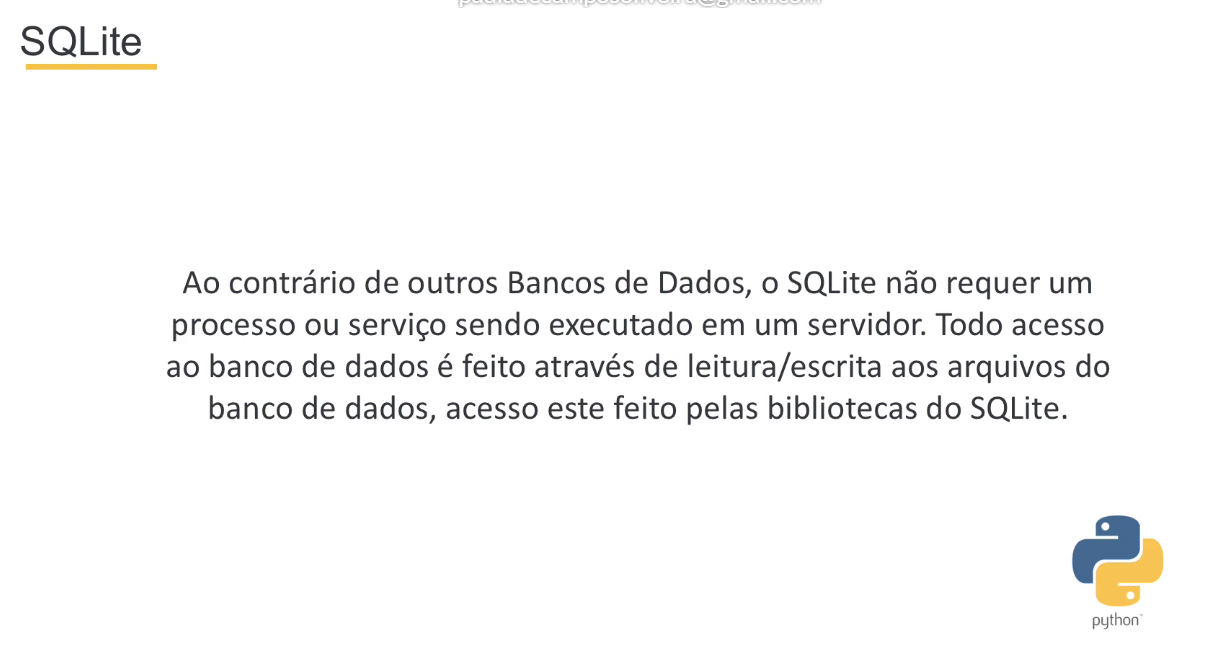 SQLite
Ao contrário de outros Bancos de Dados, o SQLite não requer um
processo ou serviço sendo executado em um servidor. Todo acesso
ao banco de dados é feito através de leitura/escrita aos arquivos do
banco de dados, acesso este feito pelas bibliotecas do SQLite.
python